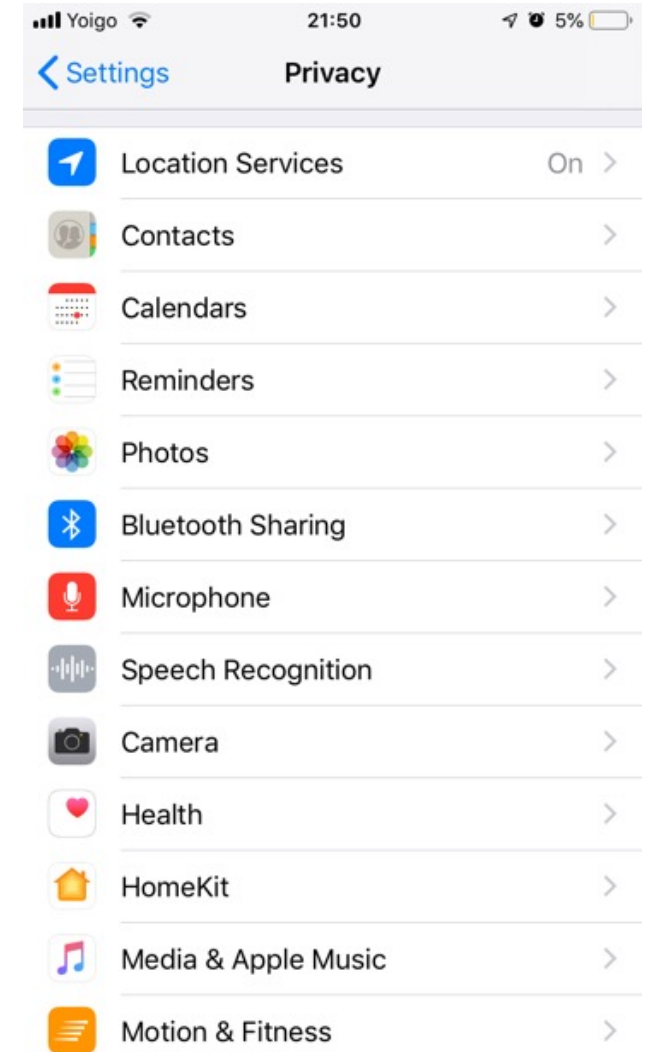 Yoigo 21:50 5%
Settings Privacy
Location Services On
Contacts
Calendars
Reminders
Photos
Bluetooth Sharing
Microphone
Speech Recognition
Camera
Health
HomeKit
Media & Apple Music
Motion & Fitness